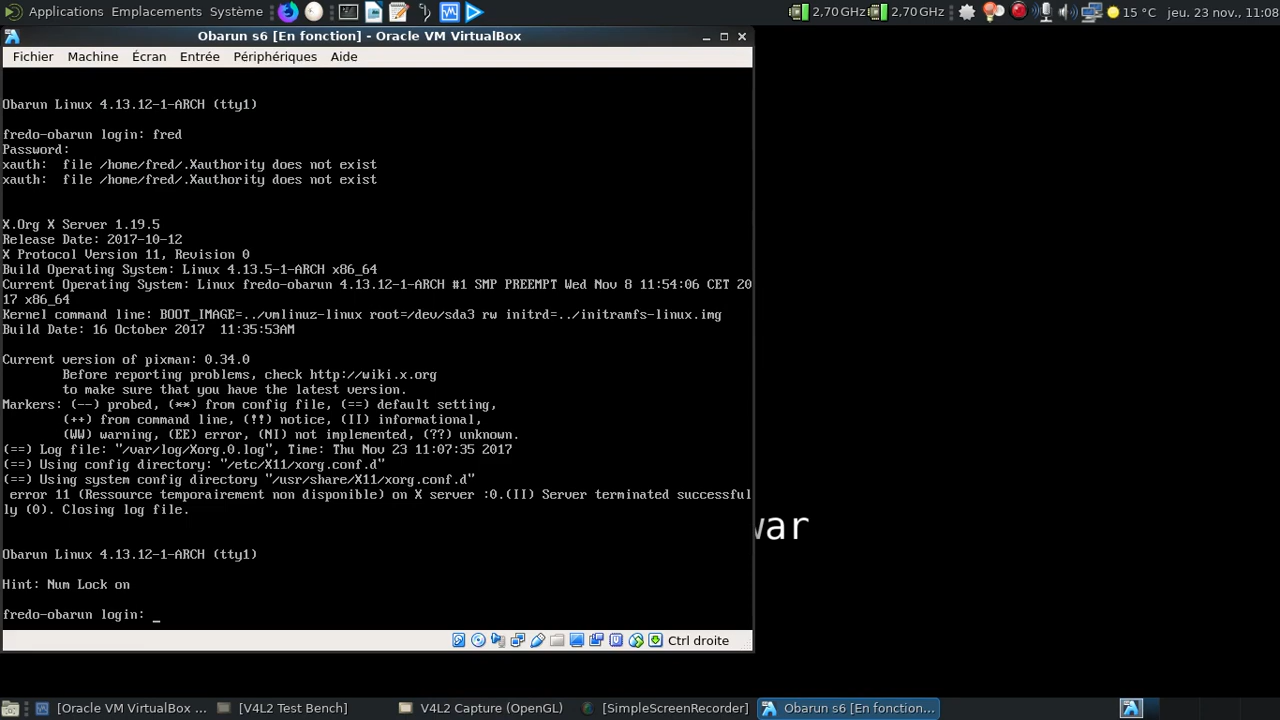 Applications Emplacements Système 2,70 GHz 2,70 GHz 15 °C jeu. 23 nov., 11:08
Obarun s6 [En fonction] - Oracle VM VirtualBox
Fichier Machine Écran Entrée Périphériques Aide
Obarun Linux 4.13.12-1-ARCH (tty1)
fredo-obarun login: fred
Password:
xauth:  file /home/fred/.Xauthority does not exist
xauth:  file /home/fred/.Xauthority does not exist
X.Org X Server 1.19.5
Release Date: 2017-10-12
X Protocol Version 11, Revision 0
Build Operating System: Linux 4.13.5-1-ARCH x86_64
Current Operating System: Linux fredo-obarun 4.13.12-1-ARCH #1 SMP PREEMPT Wed Nov 8 11:54:06 CET 20
17 x86_64
Kernel command line: BOOT_IMAGE=../vmlinuz-linux root=/dev/sda3 rw initrd=../initramfs-linux.img
Build Date: 16 October 2017  11:35:53AM
Current version of pixman: 0.34.0
Before reporting problems, check http://wiki.x.org
to make sure that you have the latest version.
Markers: (--) probed, (**) from config file, (==) default setting,
(++) from command line, (!!) notice, (II) informational,
(WW) warning, (EE) error, (NI) not implemented, (??) unknown.
(==) Log file: "/var/log/Xorg.0.log", Time: Thu Nov 23 11:07:35 2017
(==) Using config directory: "/etc/X11/xorg.conf.d"
(==) Using system config directory "/usr/share/X11/xorg.conf.d"
error 11 (Ressource temporairement non disponible) on X server :0.(II) Server terminated successful
ly (0). Closing log file.
war
Obarun Linux 4.13.12-1-ARCH (tty1)
Hint: Num Lock on
fredo-obarun login: _
Ctrl droite
[Oracle VM VirtualBox ... [V4L2 Test Bench] V4L2 Capture (OpenGL) [SimpleScreenRecorder] Obarun s6 [En fonction...